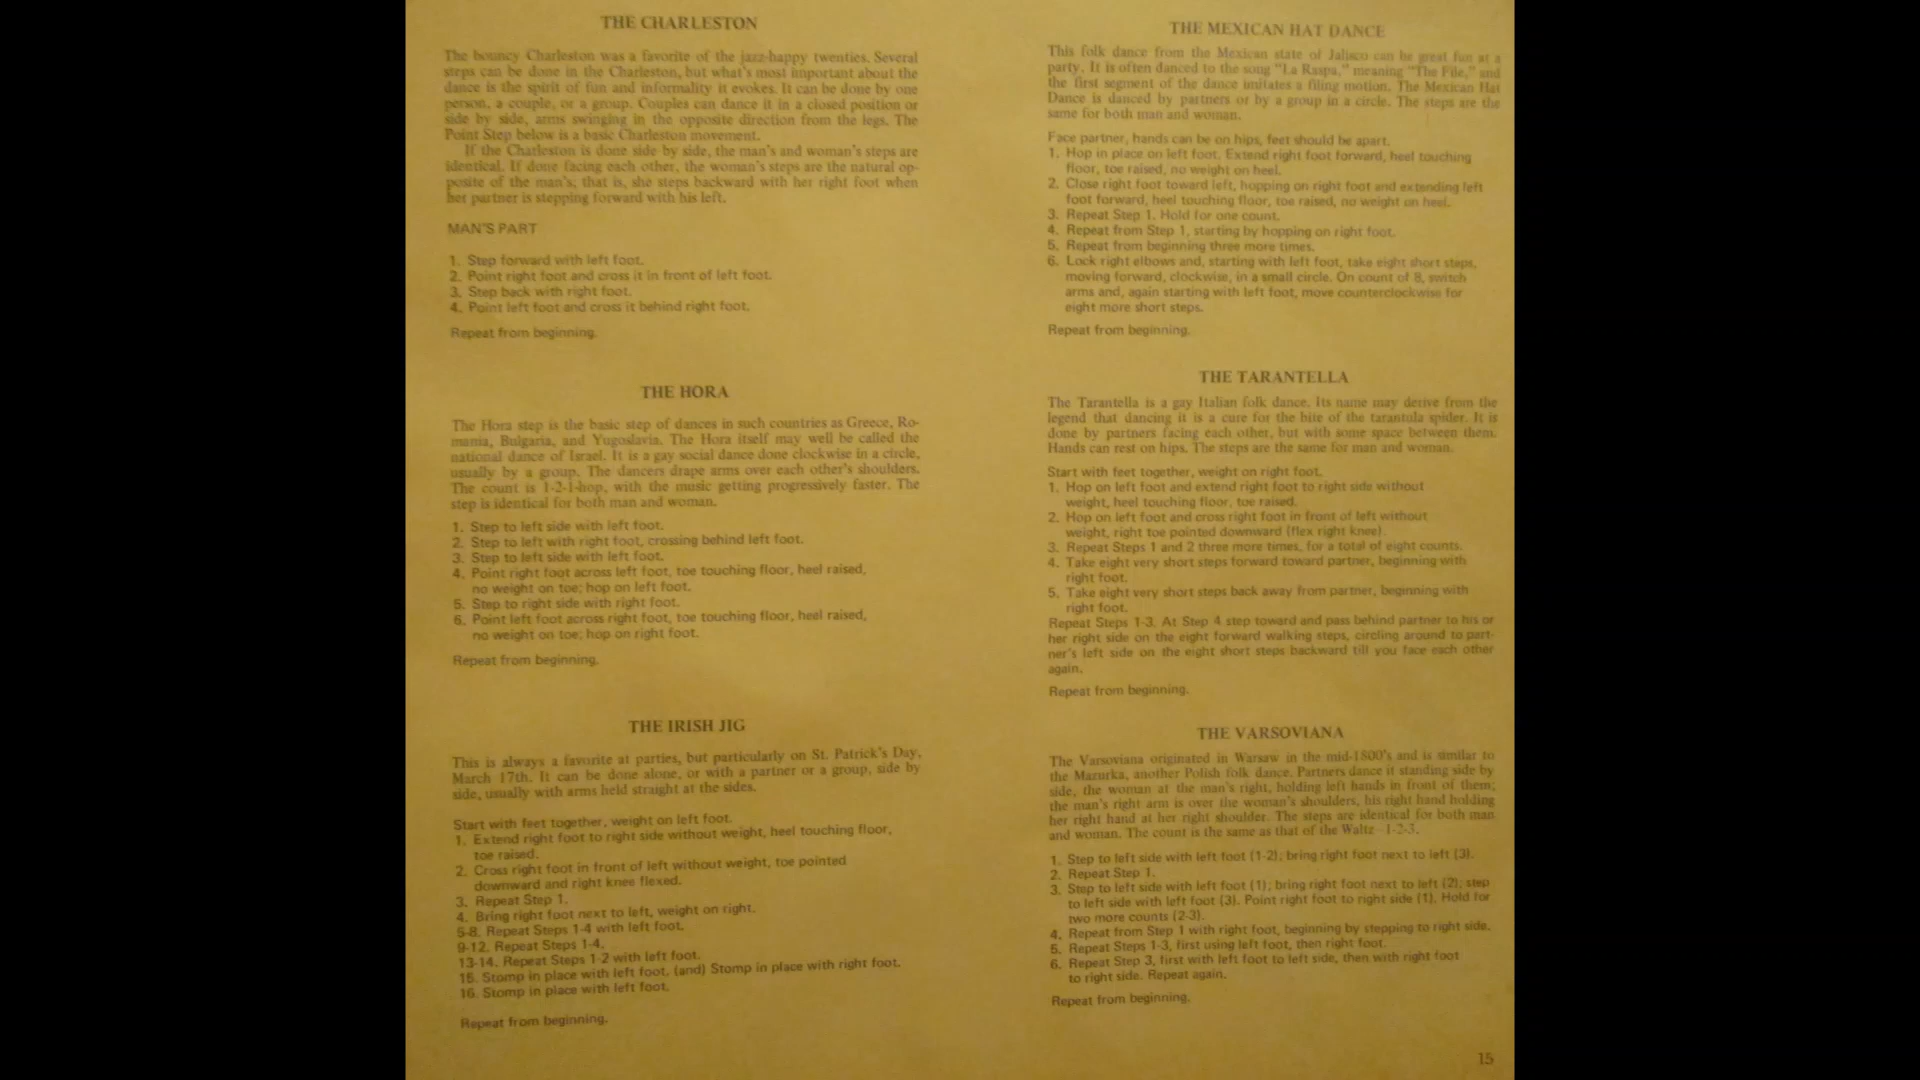 THE CHARLESTON
The bouncy Charleston was a favorite of the jazz-happy twenties. Several
steps can be done in the Charleston, but what's most important about the
dance is the spirit of fun and informality it evokes. It can be done by one
person, a couple, or a group. Couples can dance it in a closed position or
side by side, arms swinging in the opposite direction from the legs. The
Point Step below is a basic Charleston movement.
If the Charleston is done side by side, the man's and woman's steps are
identical. If done facing each other, the woman's steps are the natural op-
posite of the man's; that is, she steps backward with her right foot when
her partner is stepping forward with his left.
MAN'S PART
1. Step forward with left foot.
2. Point right foot and cross it in front of left foot.
3. Step back with right foot.
4. Point left foot and cross it behind right foot.
Repeat from beginning.
THE HORA
The Hora step is the basic step of dances in such countries as Greece, Ro-
mania, Bulgaria, and Yugoslavia. The Hora itself may well be called the
national dance of Israel. It is a gay social dance done clockwise in a circle,
usually by a group. The dancers drape arms over each other's shoulders.
The count is 1-2-1-hop, with the music getting progressively faster. The
step is identical for both man and woman.
1. Step to left side with left foot.
2. Step to left with right foot, crossing behind left foot.
3. Step to left side with left foot.
4. Point right foot across left foot, toe touching floor, heel raised,
no weight on toe; hop on left foot.
5. Step to right side with right foot.
6. Point left foot across right foot, toe touching floor, heel raised,
no weight on toe; hop on right foot.
Repeat from beginning.
THE IRISH JIG
This is always a favorite at parties, but particularly on St. Patrick's Day,
March 17th. It can be done alone, or with a partner or a group, side by
side, usually with arms held straight at the sides.
Start with feet together, weight on left foot.
1. Extend right foot to right side without weight, heel touching floor,
toe raised.
2. Cross right foot in front of left without weight, toe pointed
downward and right knee flexed.
3. Repeat Step 1.
4. Bring right foot next to left, weight on right.
5-8. Repeat Steps 1-4 with left foot.
9-12. Repeat Steps 1-4.
13-14. Repeat Steps 1-2 with left foot.
15. Stomp in place with left foot, (and) Stomp in place with right foot.
16. Stomp in place with left foot.
Repeat from beginning.
THE MEXICAN HAT DANCE
This folk dance from the Mexican state of Jalisco can be great fun at a
party. It is often danced to the song "La Raspa," meaning "The File," and
the first segment of the dance imitates a filing motion. The Mexican Hat
Dance is danced by partners or by a group in a circle. The steps are the
same for both man and woman.
Face partner, hands can be on hips, feet should be apart.
1. Hop in place on left foot. Extend right foot forward, heel touching
floor, toe raised, no weight on heel.
2. Close right foot toward left, hopping on right foot and extending left
foot forward, heel touching floor, toe raised, no weight on heel.
3. Repeat Step 1. Hold for one count.
4. Repeat from Step 1, starting by hopping on right foot.
5. Repeat from beginning three more times.
6. Lock right elbows and, starting with left foot, take eight short steps,
moving forward, clockwise, in a small circle. On count of 8, switch
arms and, again starting with left foot, move counterclockwise for
eight more short steps.
Repeat from beginning.
THE TARANTELLA
The Tarantella is a gay Italian folk dance. Its name may derive from the
legend that dancing it is a cure for the bite of the tarantula spider. It is
done by partners facing each other, but with some space between them.
Hands can rest on hips. The steps are the same for man and woman.
Start with feet together, weight on right foot.
1. Hop on left foot and extend right foot to right side without
weight, heel touching floor, toe raised.
2. Hop on left foot and cross right foot in front of left without
weight, right toe pointed downward (flex right knee).
3. Repeat Steps 1 and 2 three more times, for a total of eight counts.
4. Take eight very short steps forward toward partner, beginning with
right foot.
5. Take eight very short steps back away from partner, beginning with
right foot.
Repeat Steps 1-3. At Step 4 step toward and pass behind partner to his or
her right side on the eight forward walking steps, circling around to part-
ner's left side on the eight short steps backward till you face each other
again.
Repeat from beginning.
THE VARSOVIANA
The Varsoviana originated in Warsaw in the mid-1800's and is similar to
the Mazurka, another Polish folk dance. Partners dance it standing side by
side, the woman at the man's right, holding left hands in front of them;
the man's right arm is over the woman's shoulders, his right hand holding
her right hand at her right shoulder. The steps are identical for both man
and woman. The count is the same as that of the Waltz—1-2-3.
1. Step to left side with left foot (1-2); bring right foot next to left (3).
2. Repeat Step 1.
3. Step to left side with left foot (1); bring right foot next to left (2); step
to left side with left foot (3). Point right foot to right side (1). Hold for
two more counts (2-3).
4. Repeat from Step 1 with right foot, beginning by stepping to right side.
5. Repeat Steps 1-3, first using left foot, then right foot.
6. Repeat Step 3, first with left foot to left side, then with right foot
to right side. Repeat again.
Repeat from beginning.
15